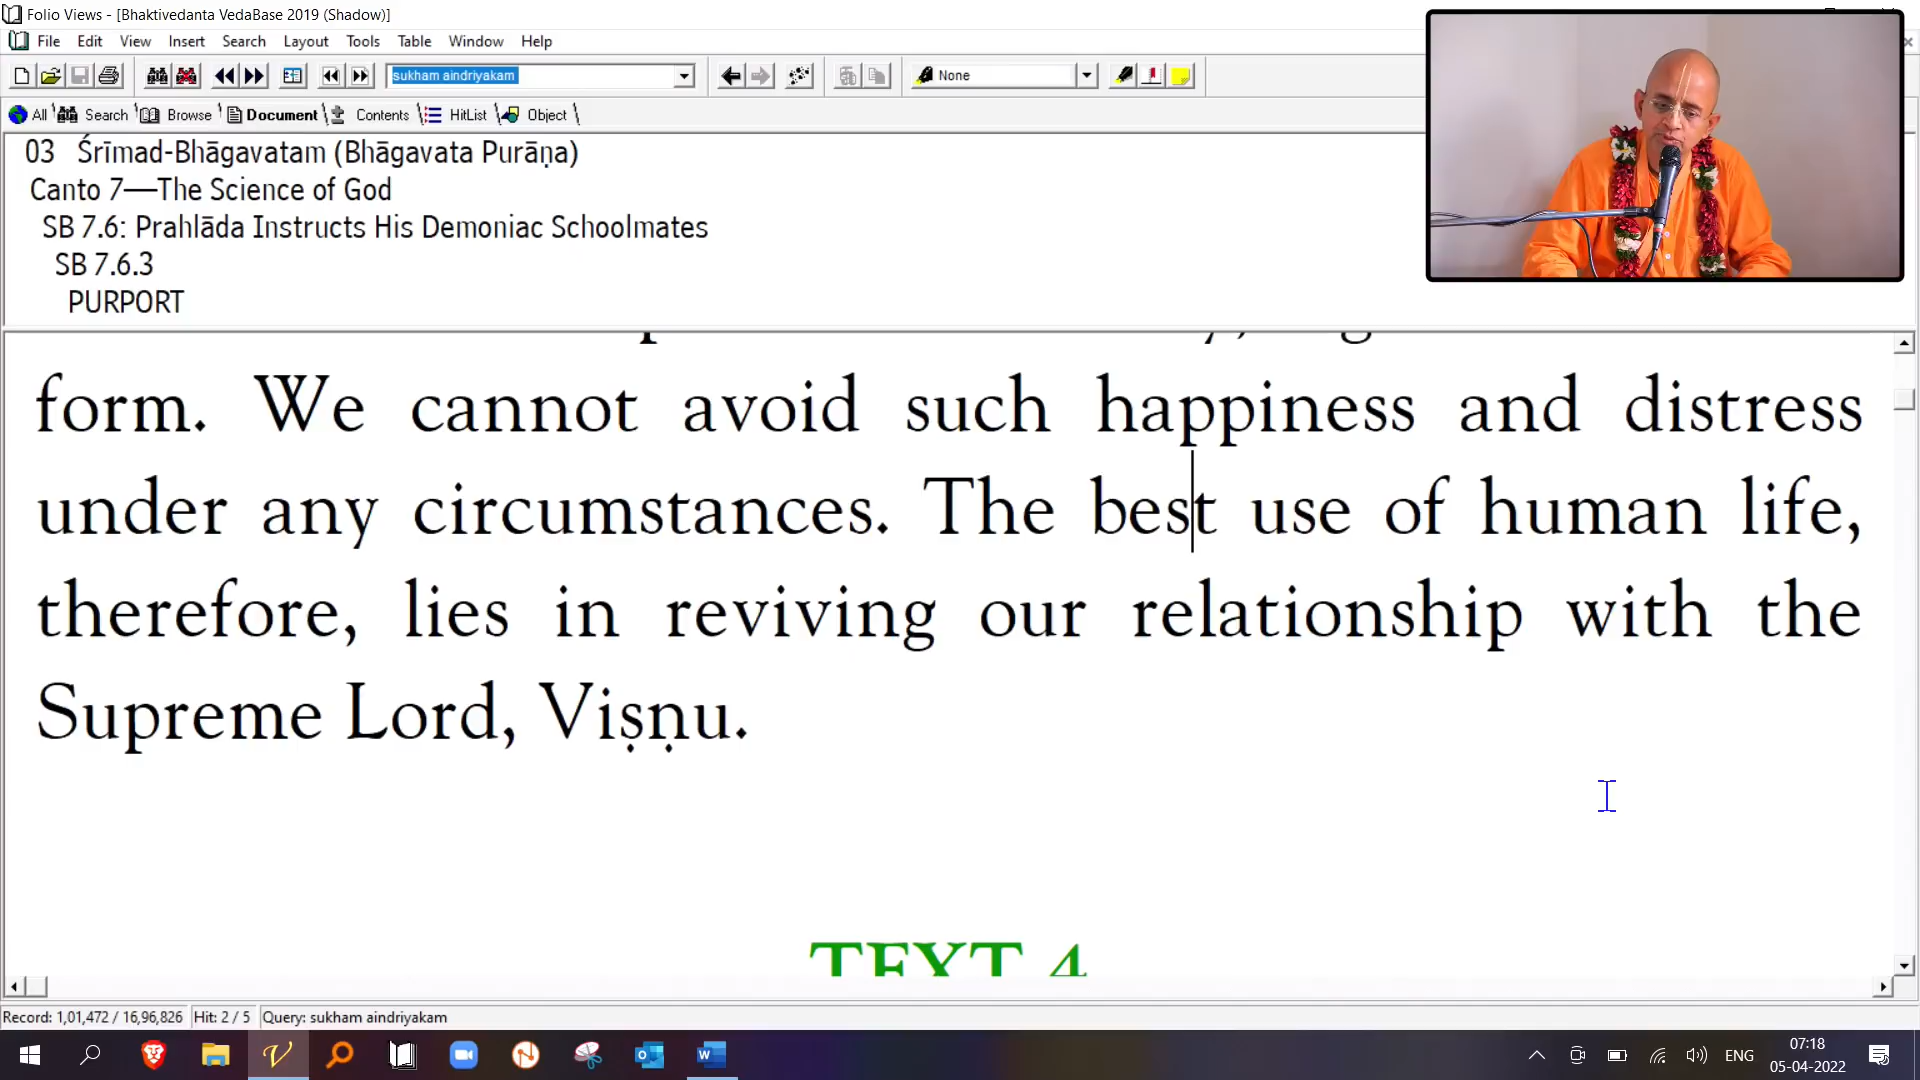 Folio Views - [Bhaktivedanta VedaBase 2019 (Shadow)]
File Edit View Insert Search Layout Tools Table Window Help
sukham aindriyakam
None
All Search Browse Document Contents HitList Object
03 Śrīmad-Bhāgavatam (Bhāgavata Purāṇa)
Canto 7—The Science of God
SB 7.6: Prahlāda Instructs His Demoniac Schoolmates
SB 7.6.3
PURPORT
form. We cannot avoid such happiness and distress
under any circumstances. The best use of human life,
therefore, lies in reviving our relationship with the
Supreme Lord, Viṣṇu.
TEXT 4
Record: 1,01,472 / 16,96,826 Hit: 2 / 5 Query: sukham aindriyakam
ENG
07:18
05-04-2022